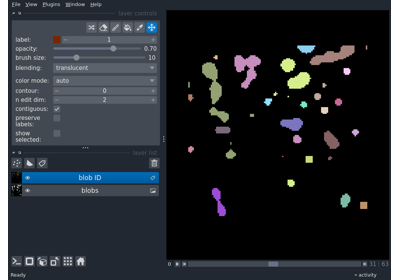 File View Plugins Window Help
layer controls
label: 1
opacity: 0.70
brush size: 10
blending: translucent
color mode: auto
contour: 0
n edit dim: 2
contiguous:
preserve
labels:
show
selected:
layer list
blob ID
blobs
31 | 63
Ready
activity